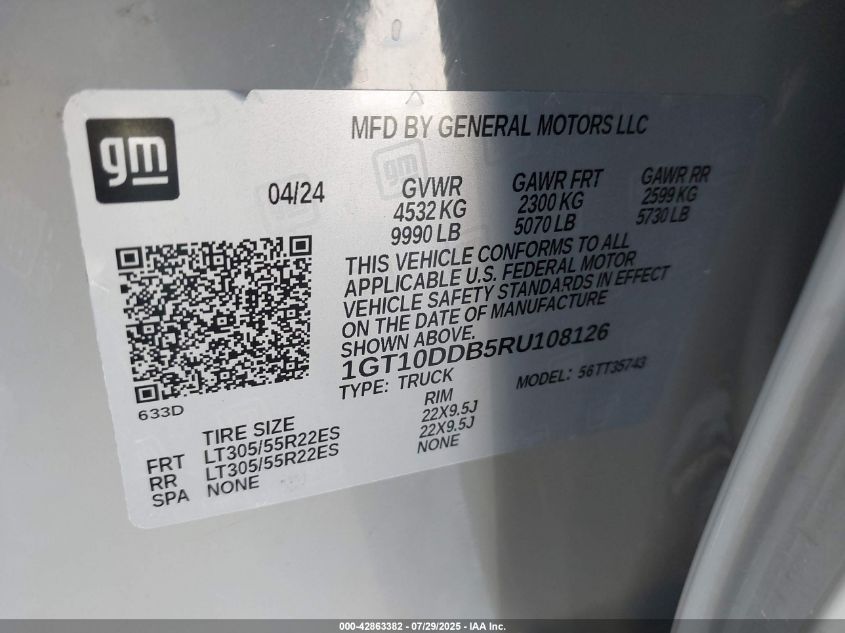 gm
MFD BY GENERAL MOTORS LLC
04/24
GVWR GAWR FRT GAWR RR
4532 KG 2300 KG 2599 KG
9990 LB 5070 LB 5730 LB
THIS VEHICLE CONFORMS TO ALL
APPLICABLE U.S. FEDERAL MOTOR
VEHICLE SAFETY STANDARDS IN EFFECT
ON THE DATE OF MANUFACTURE
SHOWN ABOVE.
1GT10DDB5RU108126
TYPE: TRUCK MODEL: 56TT35743
633D
TIRE SIZE RIM
FRT LT305/55R22ES 22X9.5J
RR LT305/55R22ES 22X9.5J
SPA NONE NONE
000-42863382 - 07/29/2025 - IAA Inc.